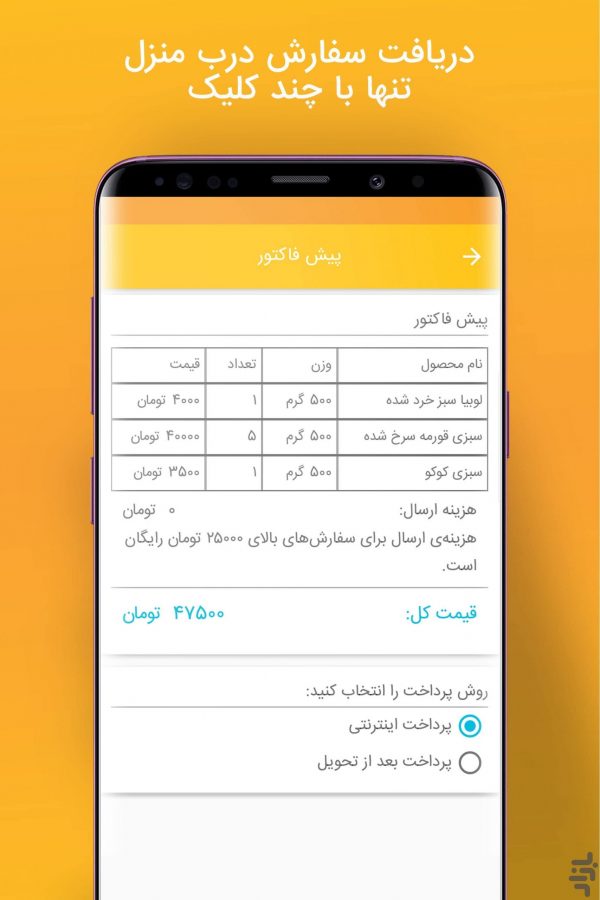 دریافت سفارش درب منزل
تنها با چند کلیک
پیش فاکتور
پیش فاکتور
نام محصول وزن تعداد قیمت
لوبیا سبز خرد شده ۵۰۰ گرم ۱ ۴۰۰۰ تومان
سبزی قورمه سرخ شده ۵۰۰ گرم ۵ ۴۰۰۰۰ تومان
سبزی کوکو ۵۰۰ گرم ۱ ۳۵۰۰ تومان
هزینه ارسال: ۰ تومان
هزینه‌ی ارسال برای سفارش‌های بالای ۲۵۰۰۰ تومان رایگان
است.
قیمت کل: ۴۷۵۰۰ تومان
روش پرداخت را انتخاب کنید:
پرداخت اینترنتی
پرداخت بعد از تحویل
بازار